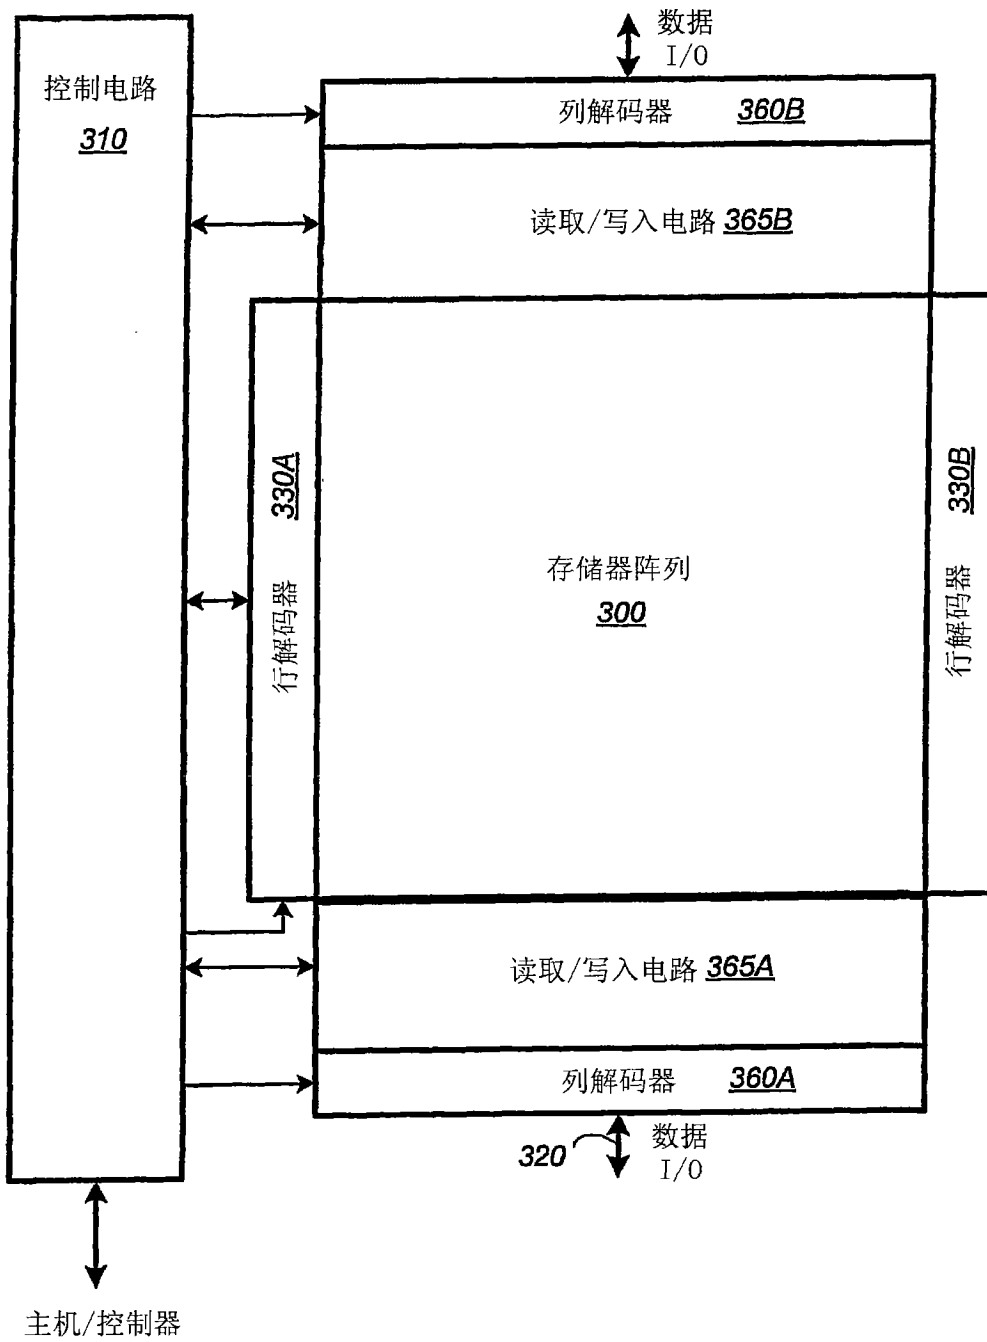 数据
I/O
控制电路
310
列解码器 360B
读取/写入电路 365B
330A
行解码器
330B
行解码器
存储器阵列
300
读取/写入电路 365A
列解码器 360A
320
数据
I/O
主机/控制器